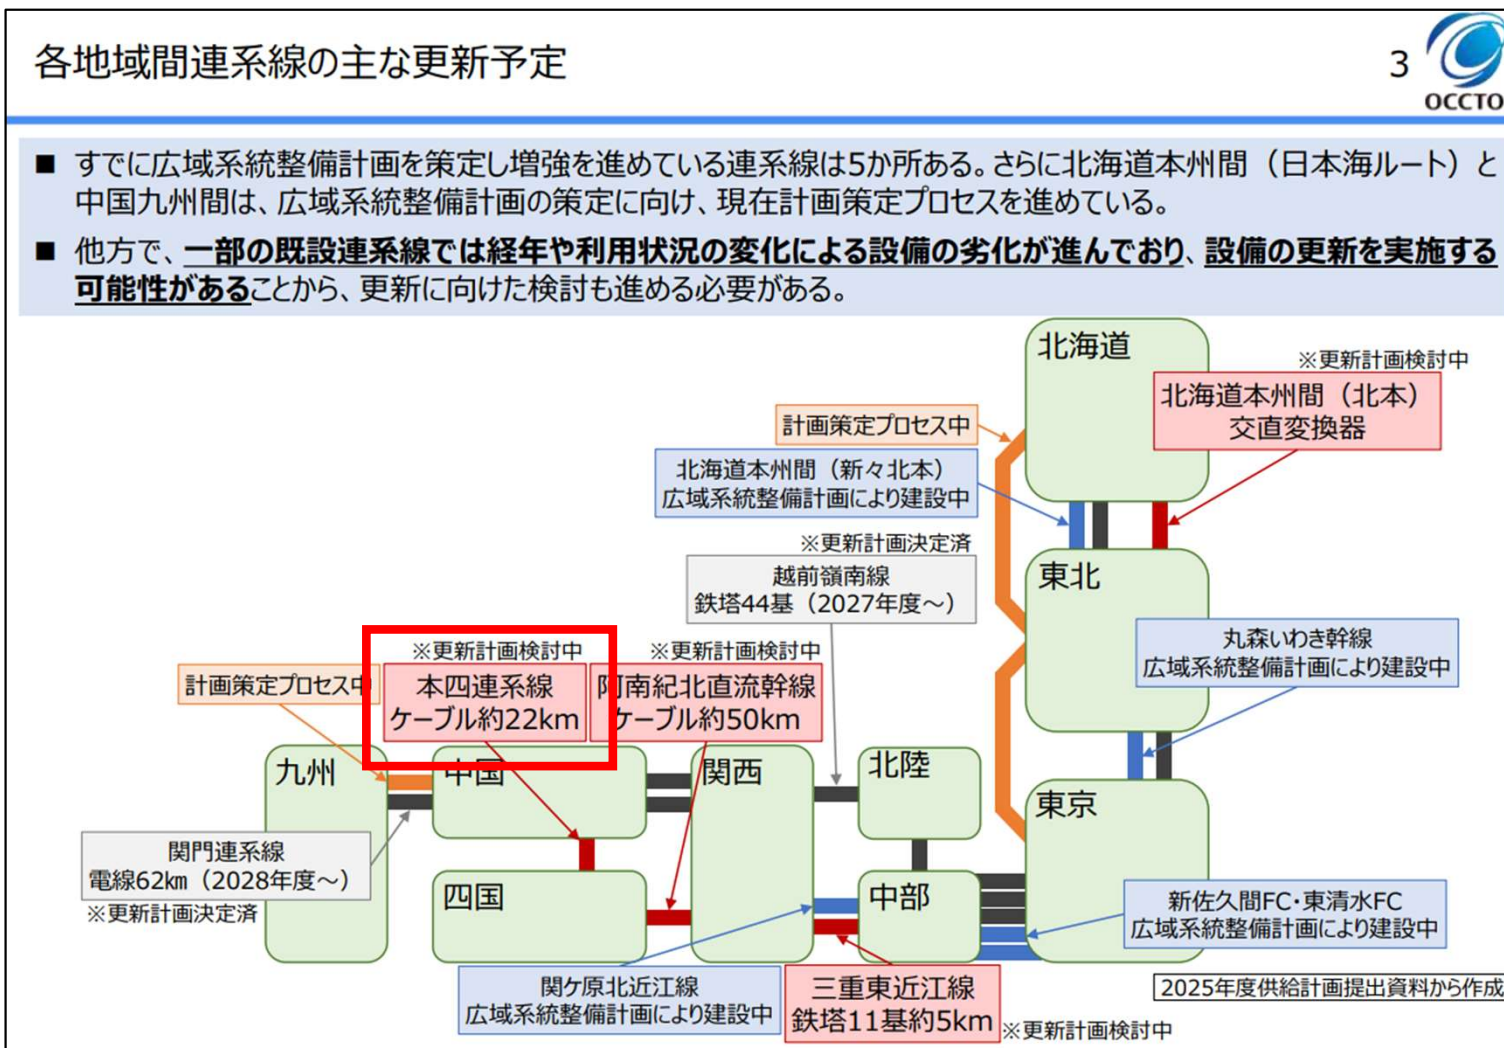 各地域間連系線の主な更新予定
3
OCCTO
■ すでに広域系統整備計画を策定し増強を進めている連系線は5か所ある。さらに北海道本州間（日本海ルート）と
中国九州間は、広域系統整備計画の策定に向け、現在計画策定プロセスを進めている。
■ 他方で、一部の既設連系線では経年や利用状況の変化による設備の劣化が進んでおり、設備の更新を実施する
可能性があることから、更新に向けた検討も進める必要がある。
北海道
※更新計画検討中
北海道本州間（北本）
交直変換器
計画策定プロセス中
北海道本州間（新々北本）
広域系統整備計画により建設中
※更新計画決定済
越前嶺南線
鉄塔44基（2027年度～）
東北
丸森いわき幹線
広域系統整備計画により建設中
※更新計画検討中
本四連系線
ケーブル約22km
※更新計画検討中
阿南紀北直流幹線
ケーブル約50km
計画策定プロセス中
九州
中国
関西
北陸
東京
関門連系線
電線62km（2028年度～）
※更新計画決定済
四国
中部
新佐久間FC・東清水FC
広域系統整備計画により建設中
関ケ原北近江線
広域系統整備計画により建設中
三重東近江線
鉄塔11基約5km
※更新計画検討中
2025年度供給計画提出資料から作成